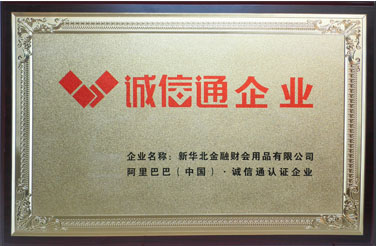 诚信通企业
企业名称：新华北金融财会用品有限公司
阿里巴巴（中国）·诚信通认证企业